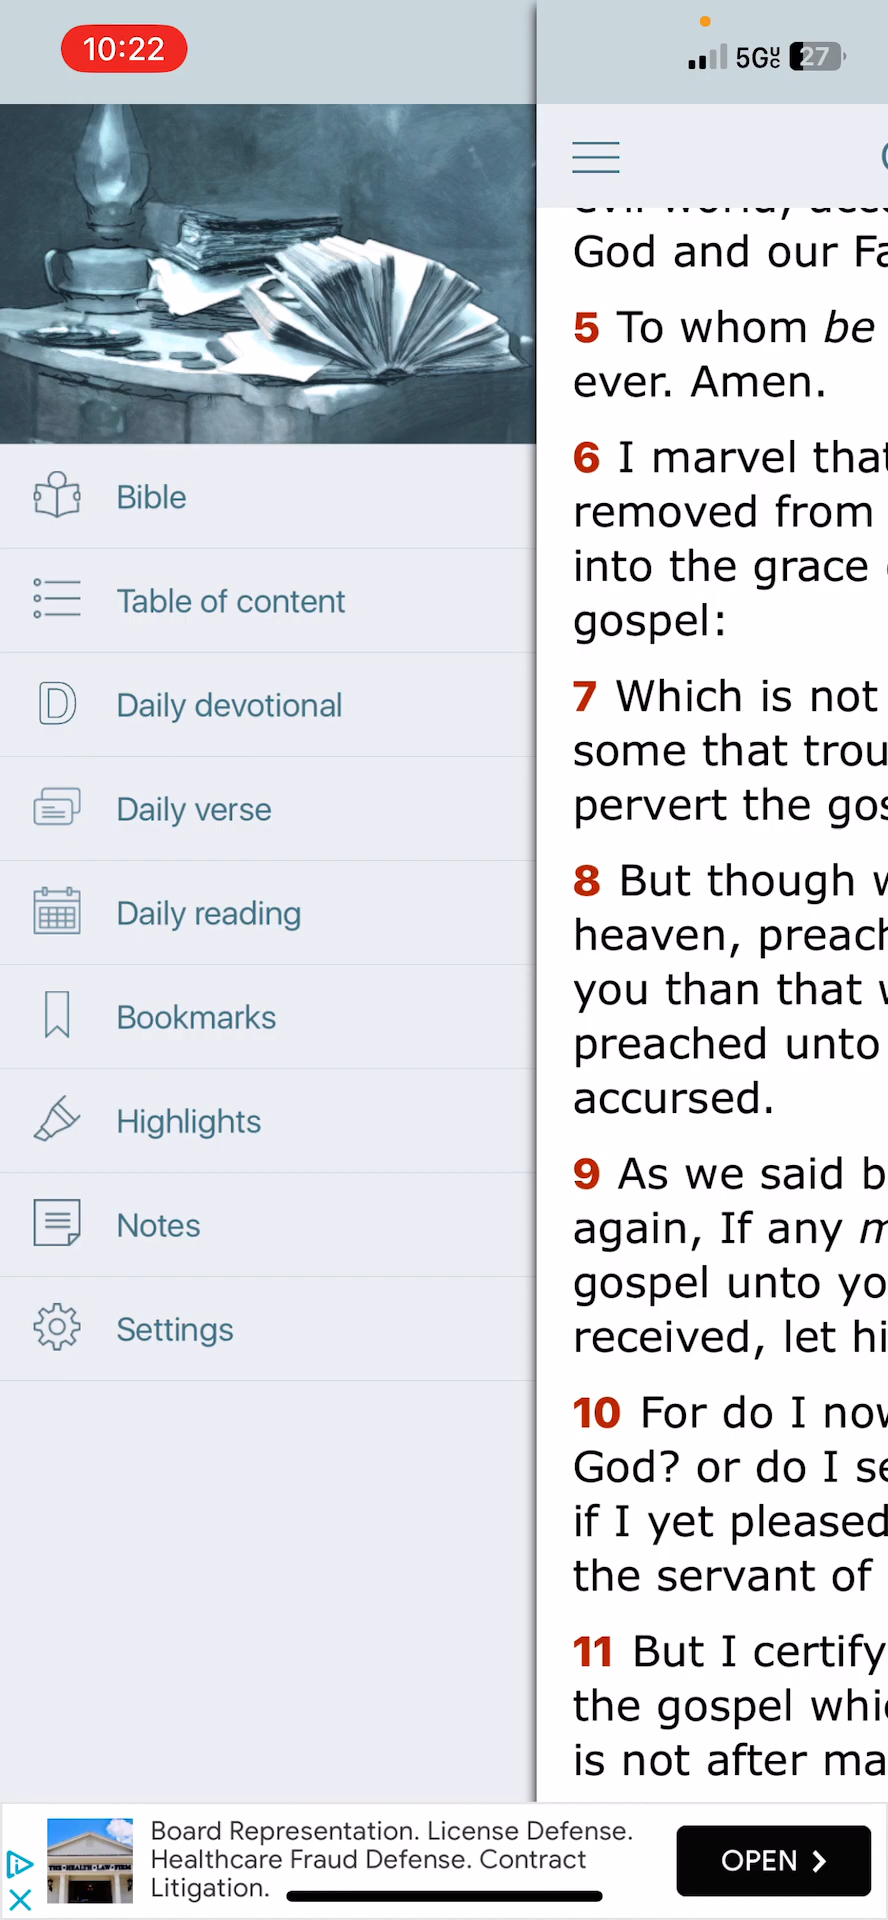 10:22
5G
27
God and our Fa
5 To whom be
ever. Amen.
6 I marvel that
removed from
into the grace
gospel:
7 Which is not
some that trou
pervert the gos
8 But though w
heaven, preach
you than that w
preached unto
accursed.
9 As we said b
again, If any m
gospel unto yo
received, let hi
10 For do I now
God? or do I se
if I yet pleased
the servant of
11 But I certify
the gospel whic
is not after ma
Bible
Table of content
Daily devotional
Daily verse
Daily reading
Bookmarks
Highlights
Notes
Settings
THE HEALTH LAW FIRM
Board Representation. License Defense.
Healthcare Fraud Defense. Contract
Litigation.
OPEN